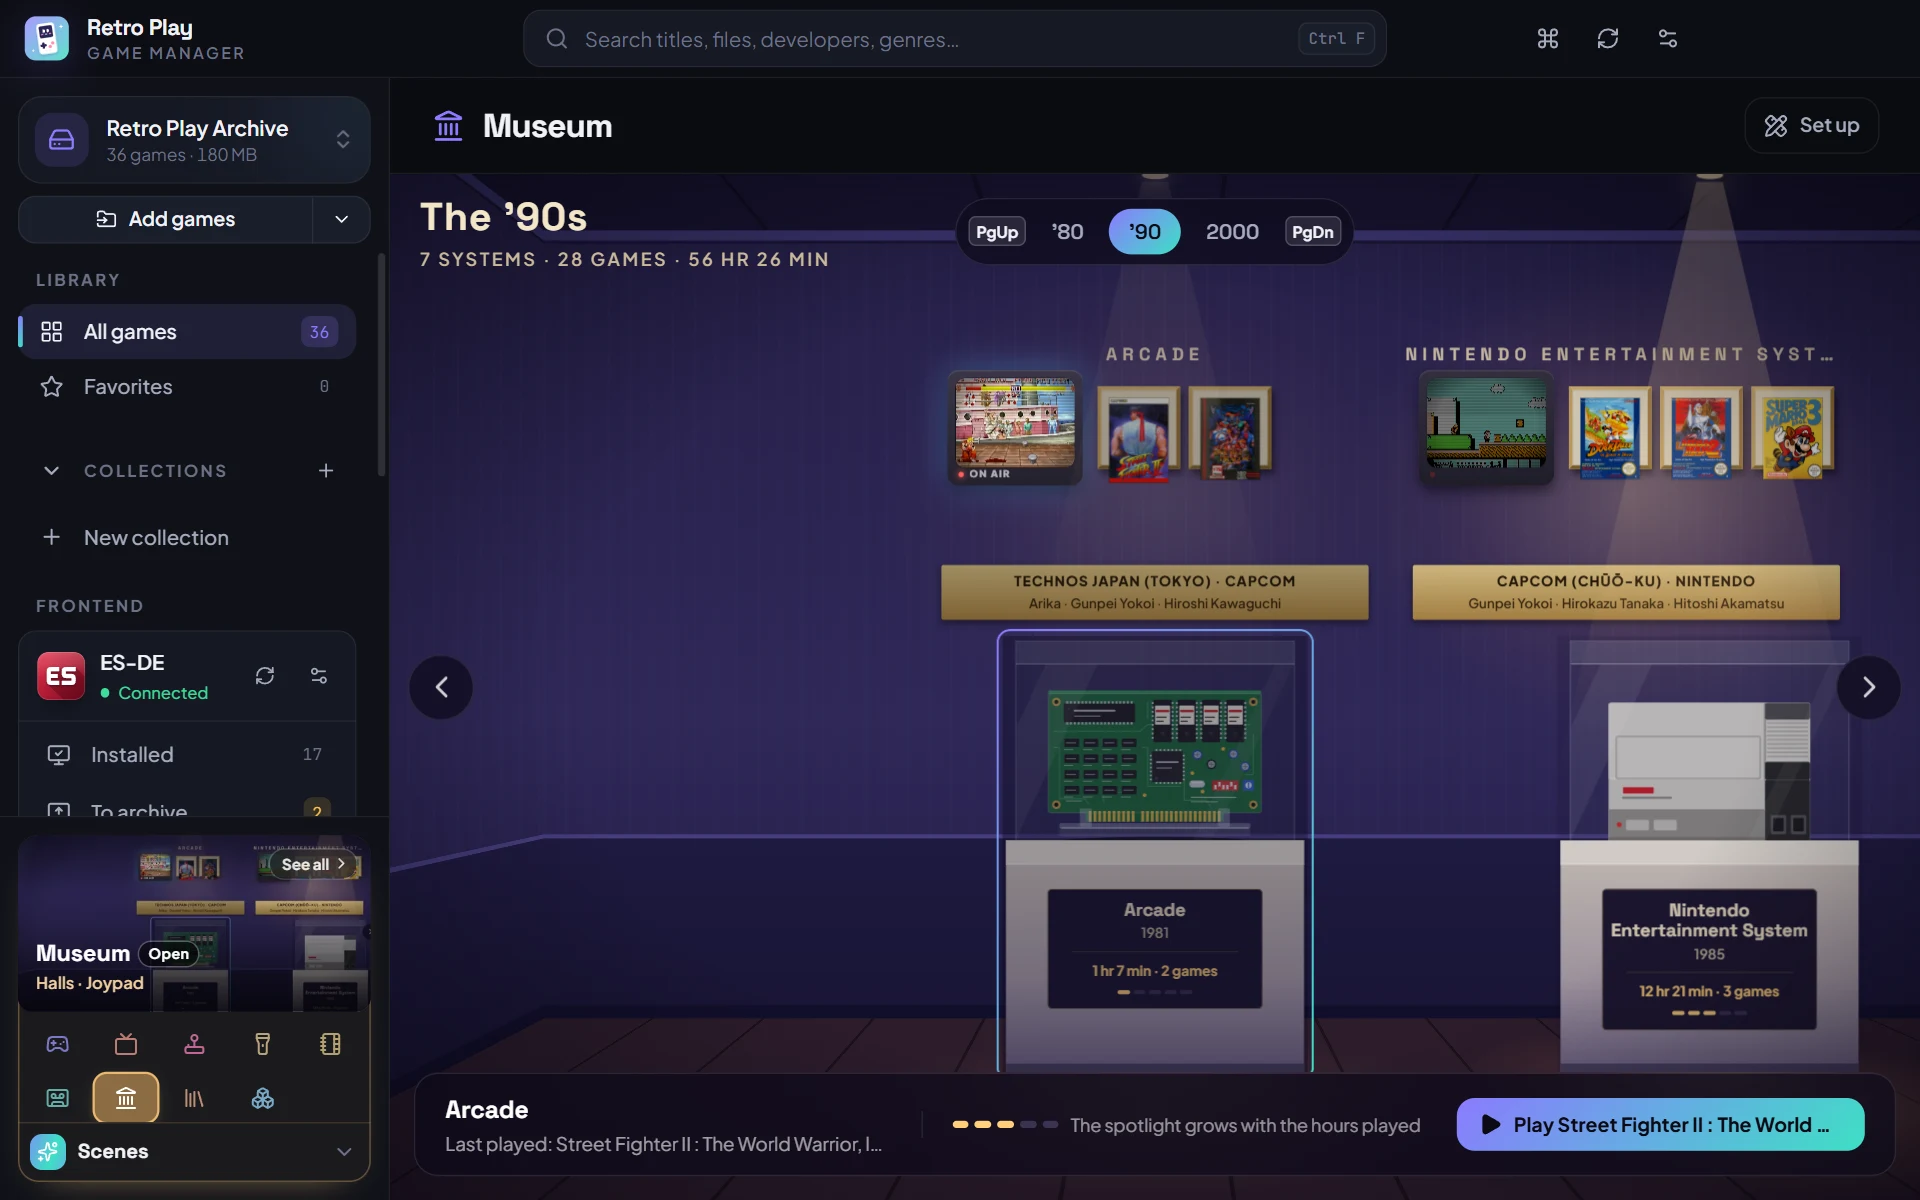 Retro Play
GAME MANAGER
Search titles, files, developers, genres...
Ctrl F
Retro Play Archive
36 games · 180 MB
Add games
LIBRARY
All games
36
Favorites
0
COLLECTIONS
New collection
FRONTEND
ES
ES-DE
Connected
Installed
17
To archive
2
See all
Museum
Open
Halls · Joypad
Scenes
Museum
Set up
The ’90s
7 SYSTEMS · 28 GAMES · 56 HR 26 MIN
PgUp
’80
’90
2000
PgDn
ARCADE
ON AIR
TECHNOS JAPAN (TOKYO) · CAPCOM
Arika · Gunpei Yokoi · Hiroshi Kawaguchi
Arcade
1981
1 hr 7 min · 2 games
NINTENDO ENTERTAINMENT SYST...
SUPER
MARIO
3
CAPCOM (CHŪŌ-KU) · NINTENDO
Gunpei Yokoi · Hirokazu Tanaka · Hitoshi Akamatsu
Nintendo
Entertainment System
1985
12 hr 21 min · 3 games
Arcade
Last played: Street Fighter II : The World Warrior, I...
The spotlight grows with the hours played
Play Street Fighter II : The World ...